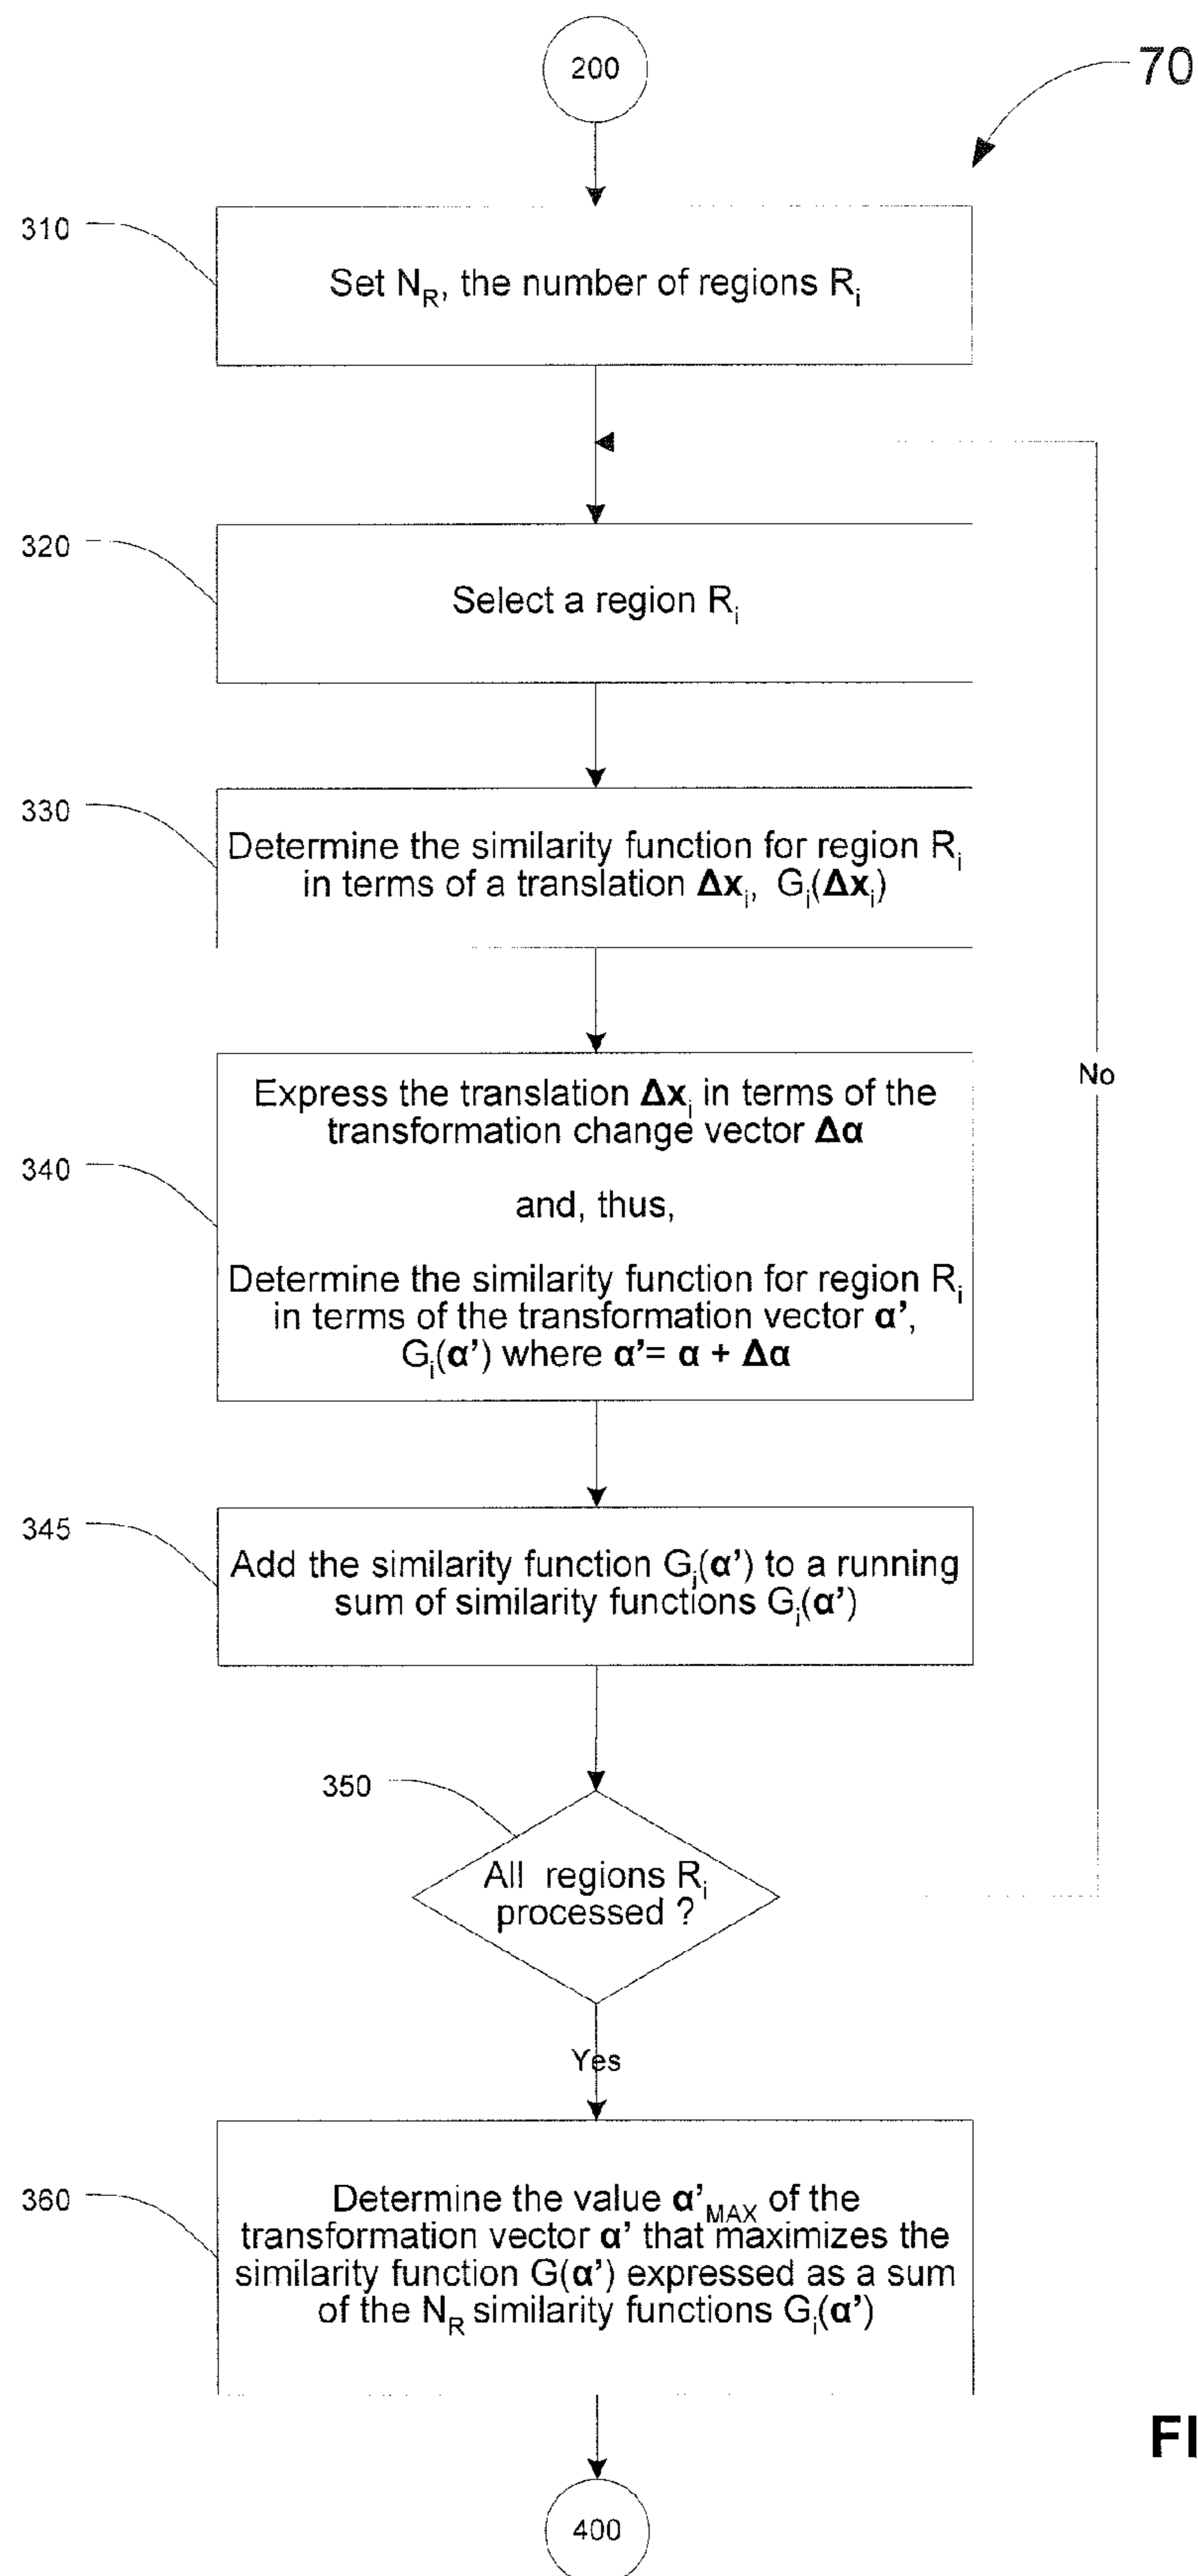 200
70
310
Set N_R, the number of regions R_i
320
Select a region R_i
330
Determine the similarity function for region R_i
in terms of a translation Δx_i, G_i(Δx_i)
340
Express the translation Δx_i in terms of the
transformation change vector Δα
and, thus,
Determine the similarity function for region R_i
in terms of the transformation vector α',
G_i(α') where α'= α + Δα
No
345
Add the similarity function G_i(α') to a running
sum of similarity functions G_i(α')
350
All regions R_i
processed ?
Yes
360
Determine the value α'_MAX of the
transformation vector α' that maximizes the
similarity function G(α') expressed as a sum
of the N_R similarity functions G_i(α')
FI
400